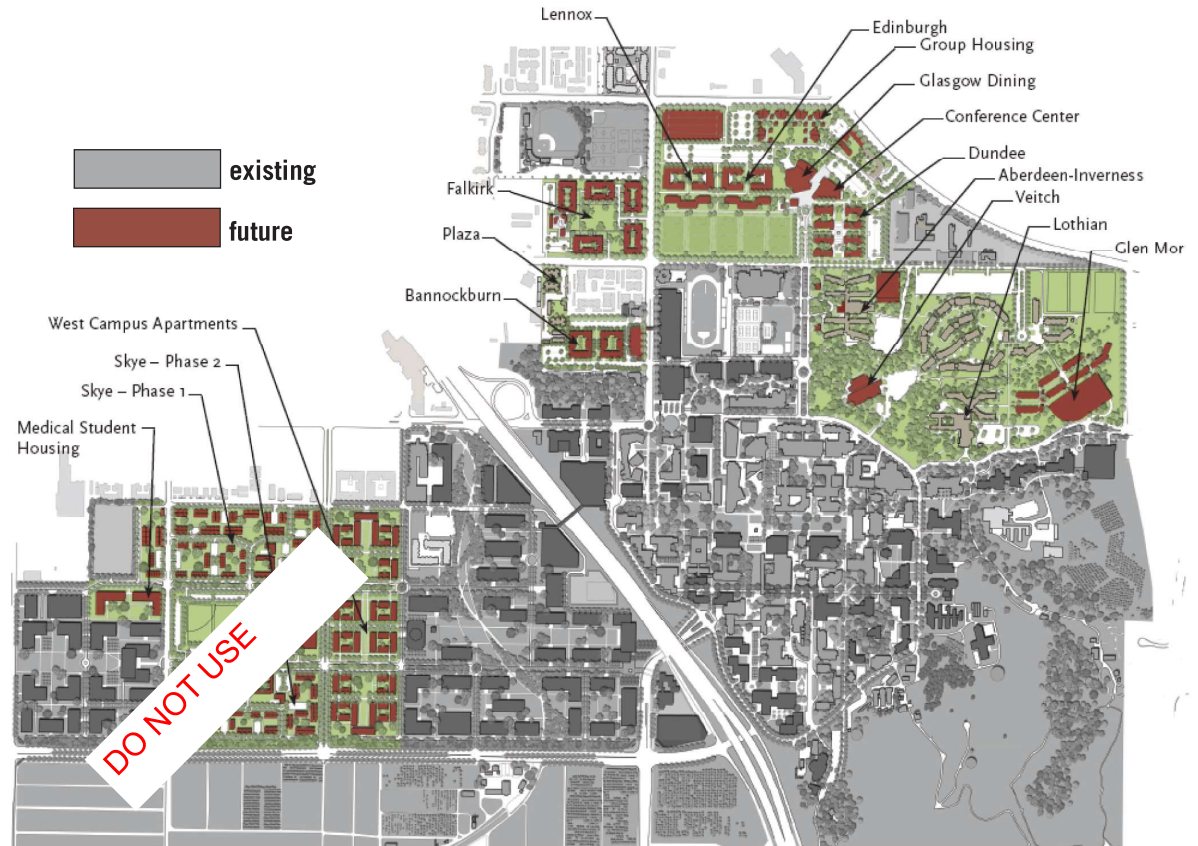 Lennox
Edinburgh
Group Housing
Glasgow Dining
Conference Center
Dundee
Aberdeen-Inverness
Veitch
Lothian
Glen Mor
existing
future
Falkirk
Plaza
Bannockburn
West Campus Apartments
Skye – Phase 2
Skye – Phase 1
Medical Student
Housing
DO NOT USE